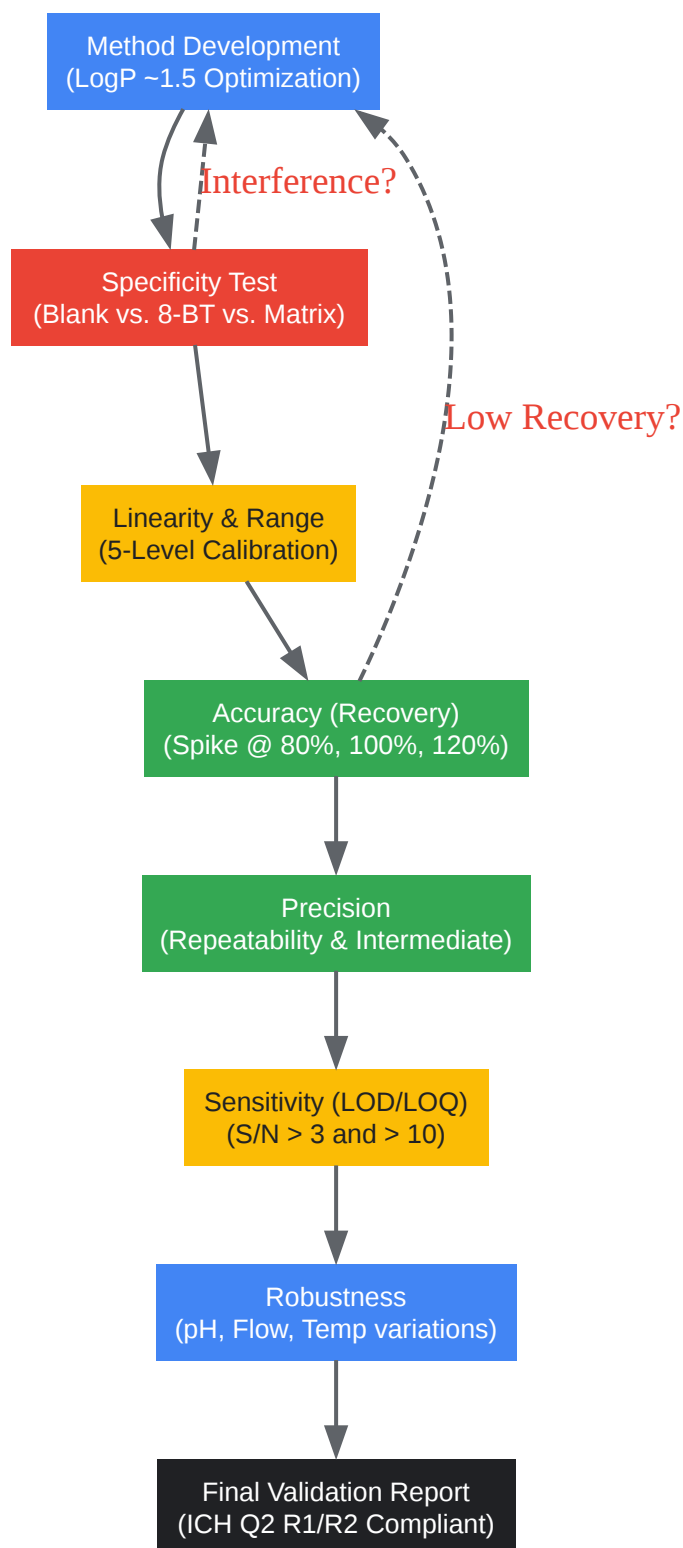 Method Development
(LogP ~1.5 Optimization)
Interference?
Specificity Test
(Blank vs. 8-BT vs. Matrix)
Low Recovery?
Linearity & Range
(5-Level Calibration)
Accuracy (Recovery)
(Spike @ 80%, 100%, 120%)
Precision
(Repeatability & Intermediate)
Sensitivity (LOD/LOQ)
(S/N > 3 and > 10)
Robustness
(pH, Flow, Temp variations)
Final Validation Report
(ICH Q2 R1/R2 Compliant)